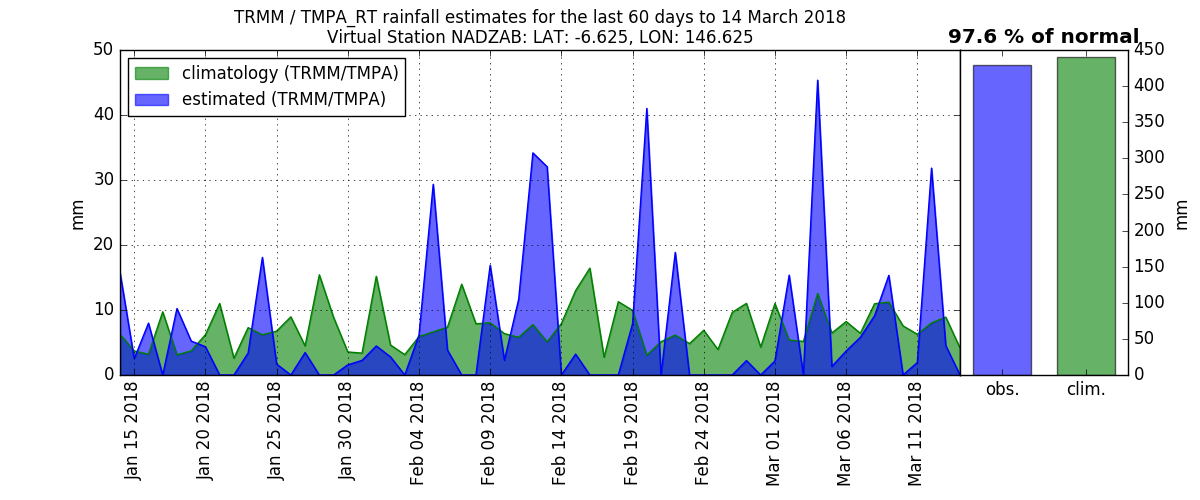 TRMM / TMPA_RT rainfall estimates for the last 60 days to 14 March 2018
Virtual Station NADZAB: LAT: -6.625, LON: 146.625
97.6 % of normal
climatology (TRMM/TMPA)
estimated (TRMM/TMPA)
50
40
30
20
10
0
mm
Jan 15 2018
Jan 20 2018
Jan 25 2018
Jan 30 2018
Feb 04 2018
Feb 09 2018
Feb 14 2018
Feb 19 2018
Feb 24 2018
Mar 01 2018
Mar 06 2018
Mar 11 2018
obs.
clim.
450
400
350
300
250
200
150
100
50
0
mm